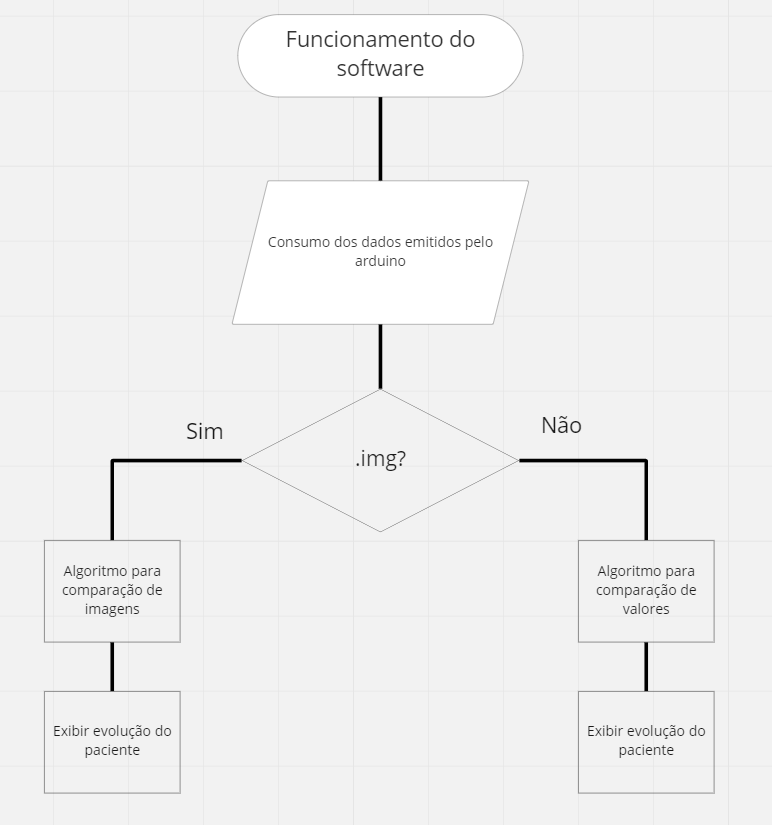 Funcionamento do
software
Consumo dos dados emitidos pelo
arduino
Sim
Não
.img?
Algoritmo para
comparação de
imagens
Algoritmo para
comparação de
valores
Exibir evolução do
paciente
Exibir evolução do
paciente